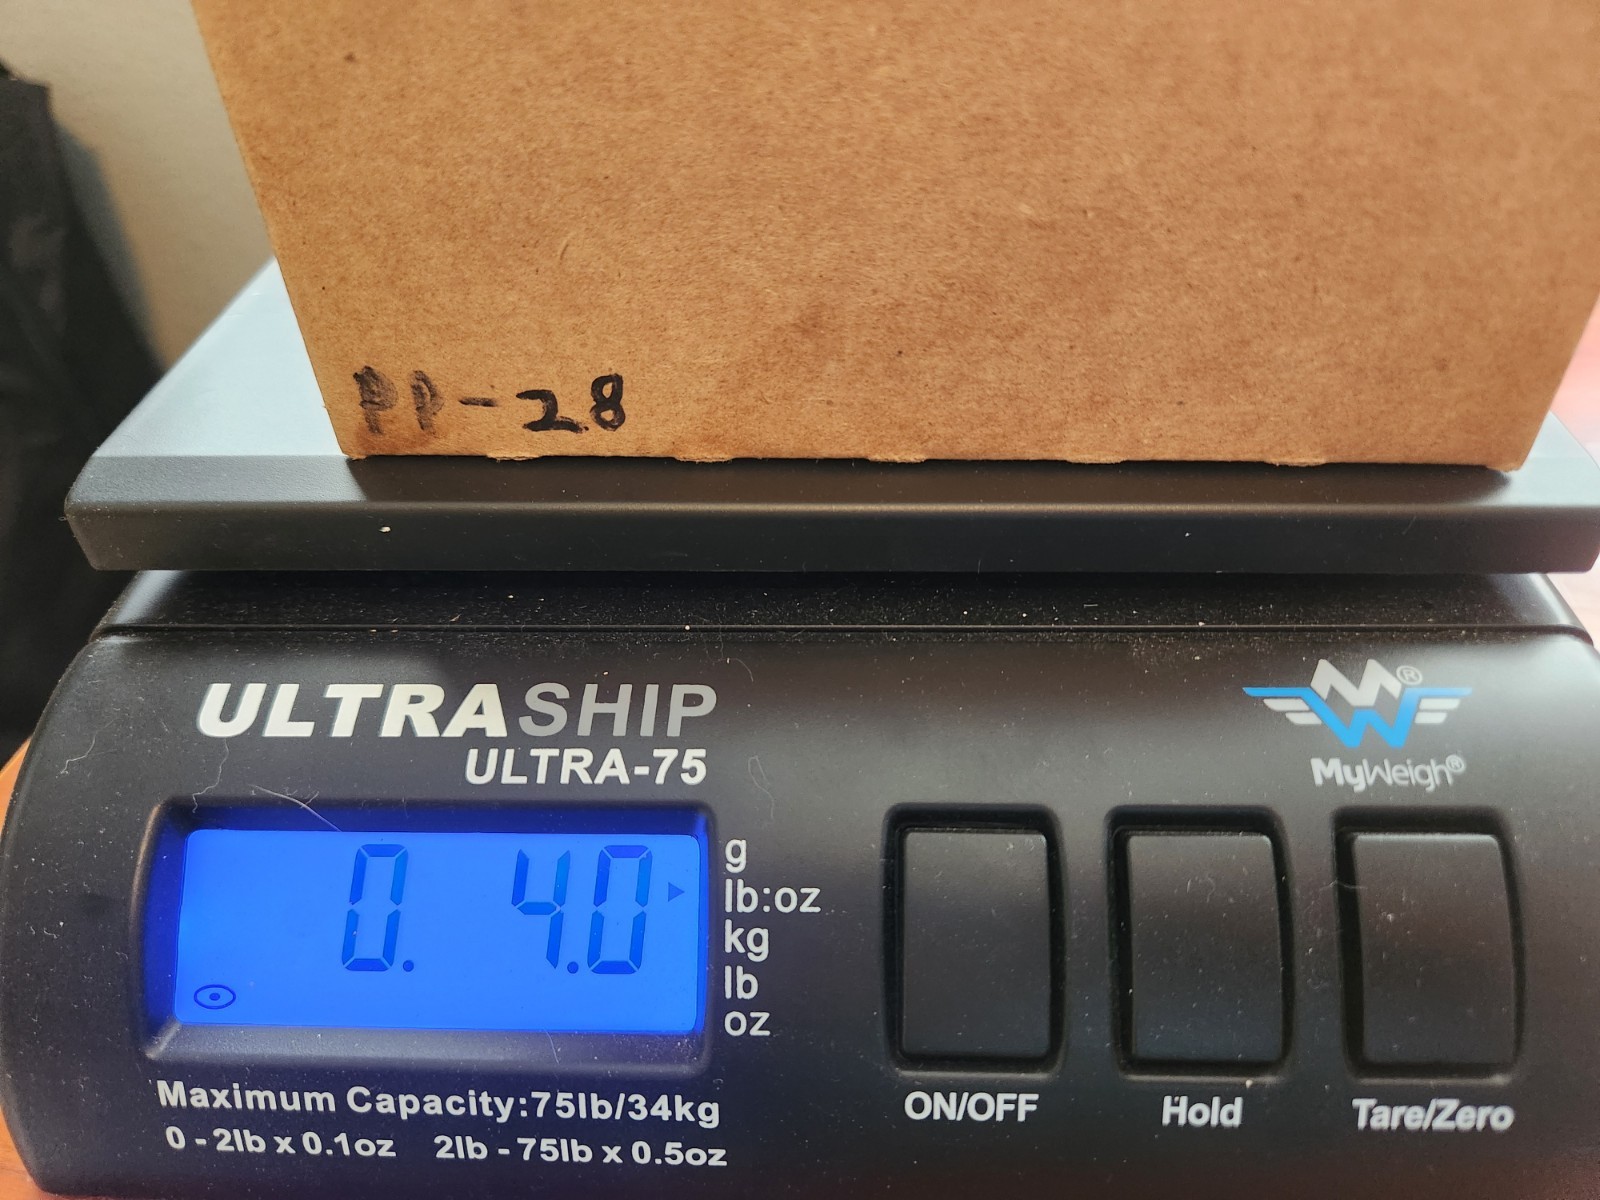 PP-28
ULTRASHIP
ULTRA-75
MW®
MyWeigh®
0. 4.0
g
lb:oz
kg
lb
oz
Maximum Capacity:75lb/34kg
0 - 2lb x 0.1oz 2lb - 75lb x 0.5oz
ON/OFF
Hold
Tare/Zero